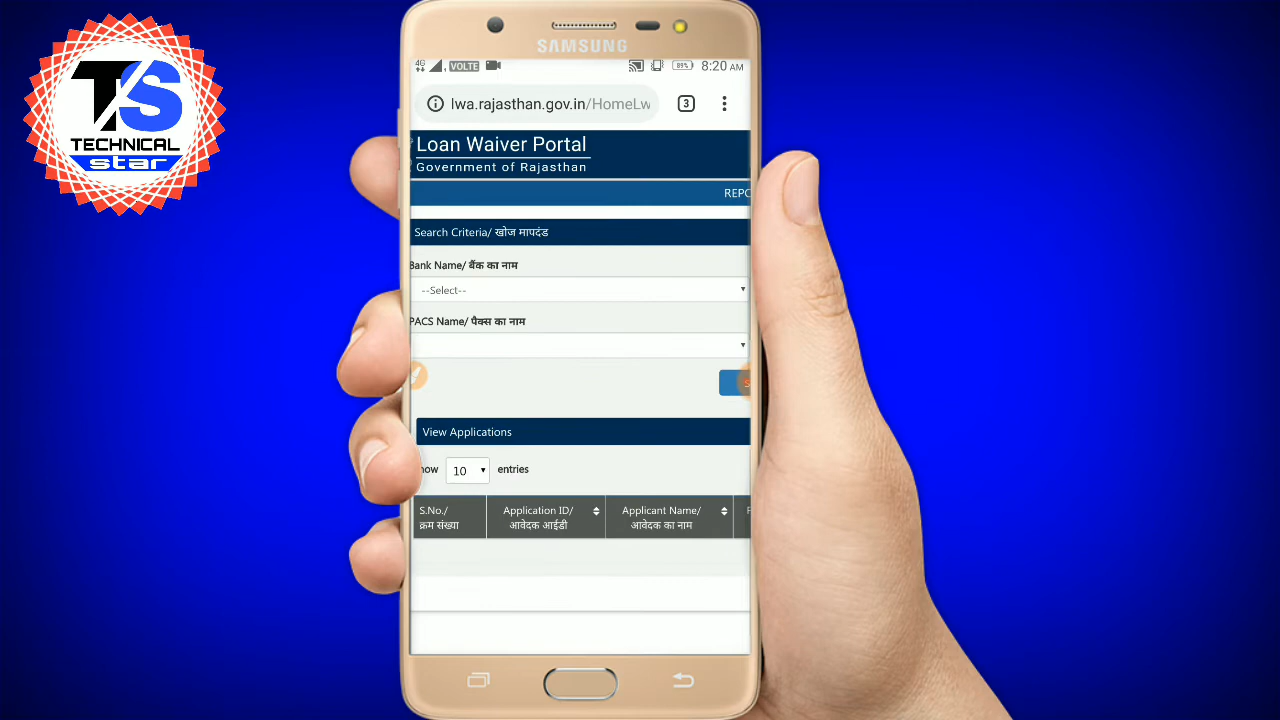 TS
TECHNICAL
star
SAMSUNG
4G VOLTE 89% 8:20 AM
lwa.rajasthan.gov.in/HomeLw 3
Loan Waiver Portal
Government of Rajasthan
REPO
Search Criteria/ खोज मापदंड
Bank Name/ बैंक का नाम
--Select--
PACS Name/ पैक्स का नाम
S
View Applications
how 10 entries
S.No./ Application ID/ Applicant Name/ F
क्रम संख्या आवेदक आईडी आवेदक का नाम